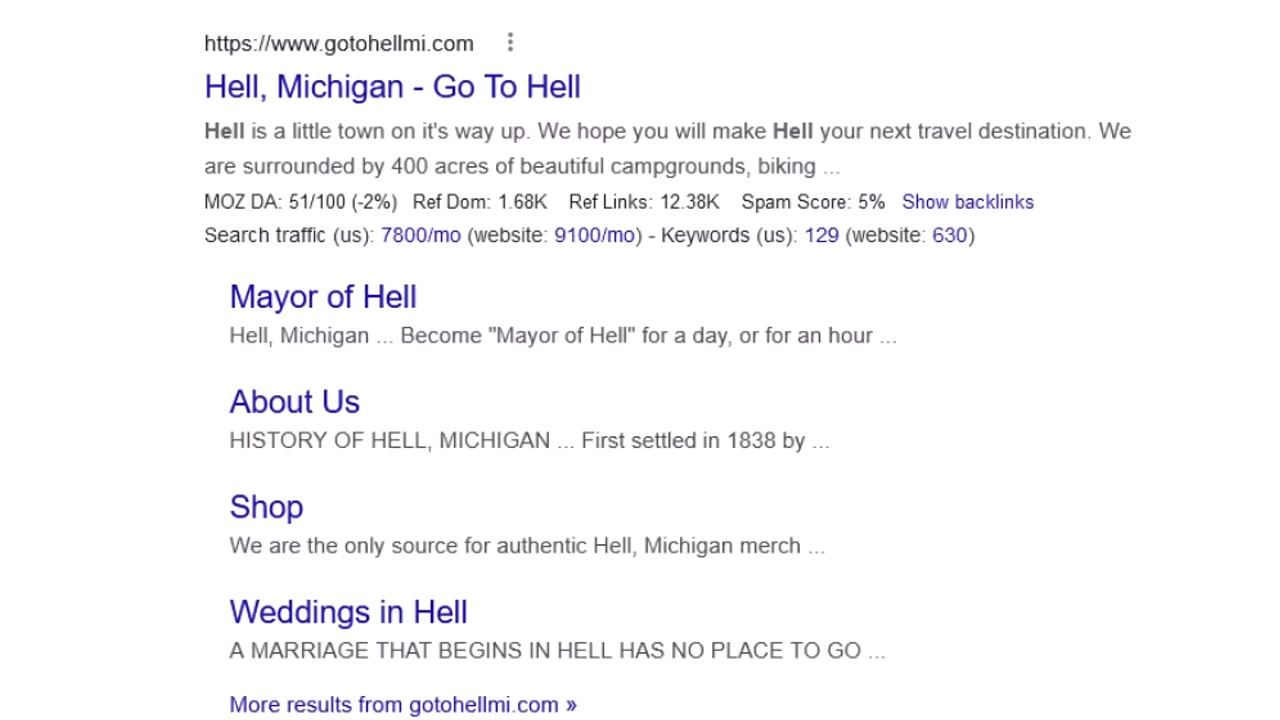 https://www.gotohellmi.com
Hell, Michigan - Go To Hell
Hell is a little town on it's way up. We hope you will make Hell your next travel destination. We
are surrounded by 400 acres of beautiful campgrounds, biking ...
MOZ DA: 51/100 (-2%) Ref Dom: 1.68K Ref Links: 12.38K Spam Score: 5% Show backlinks
Search traffic (us): 7800/mo (website: 9100/mo) - Keywords (us): 129 (website: 630)
Mayor of Hell
Hell, Michigan ... Become "Mayor of Hell" for a day, or for an hour ...
About Us
HISTORY OF HELL, MICHIGAN ... First settled in 1838 by ...
Shop
We are the only source for authentic Hell, Michigan merch ...
Weddings in Hell
A MARRIAGE THAT BEGINS IN HELL HAS NO PLACE TO GO ...
More results from gotohellmi.com »